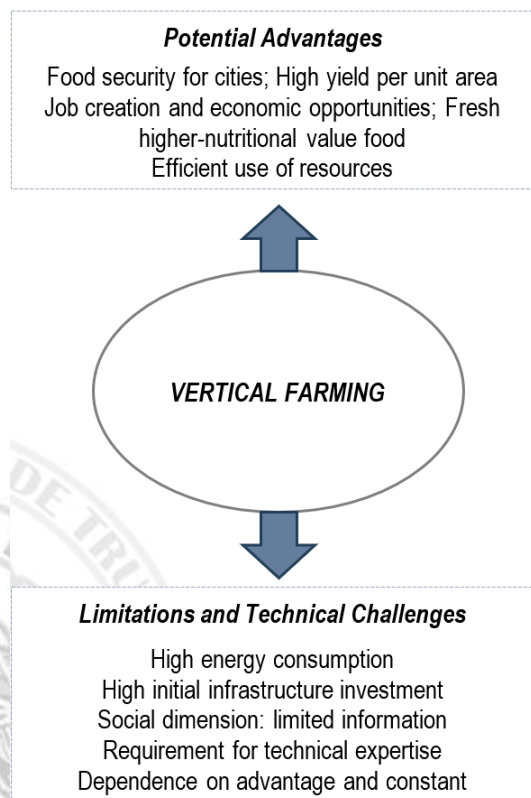 Potential Advantages
Food security for cities; High yield per unit area
Job creation and economic opportunities; Fresh
higher-nutritional value food
Efficient use of resources
VERTICAL FARMING
DE TRU
Limitations and Technical Challenges
High energy consumption
High initial infrastructure investment
Social dimension: limited information
Requirement for technical expertise
Dependence on advantage and constant